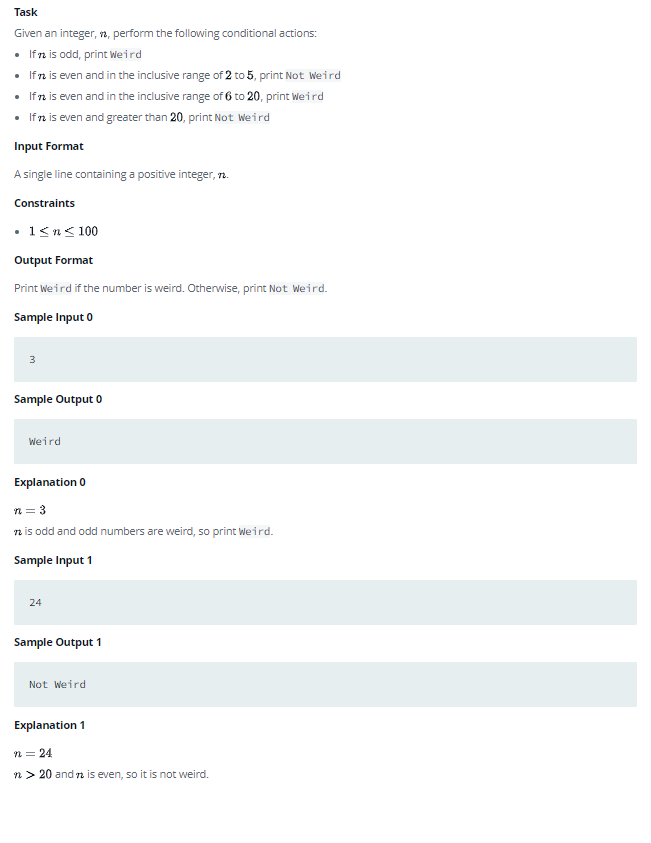 Task
Given an integer, n, perform the following conditional actions:
• If n is odd, print Weird
• If n is even and in the inclusive range of 2 to 5, print Not Weird
• If n is even and in the inclusive range of 6 to 20, print Weird
• If n is even and greater than 20, print Not Weird
Input Format
A single line containing a positive integer, n.
Constraints
• 1 ≤ n ≤ 100
Output Format
Print Weird if the number is weird. Otherwise, print Not Weird.
Sample Input 0
3
Sample Output 0
Weird
Explanation 0
n = 3
n is odd and odd numbers are weird, so print Weird.
Sample Input 1
24
Sample Output 1
Not Weird
Explanation 1
n = 24
n > 20 and n is even, so it is not weird.